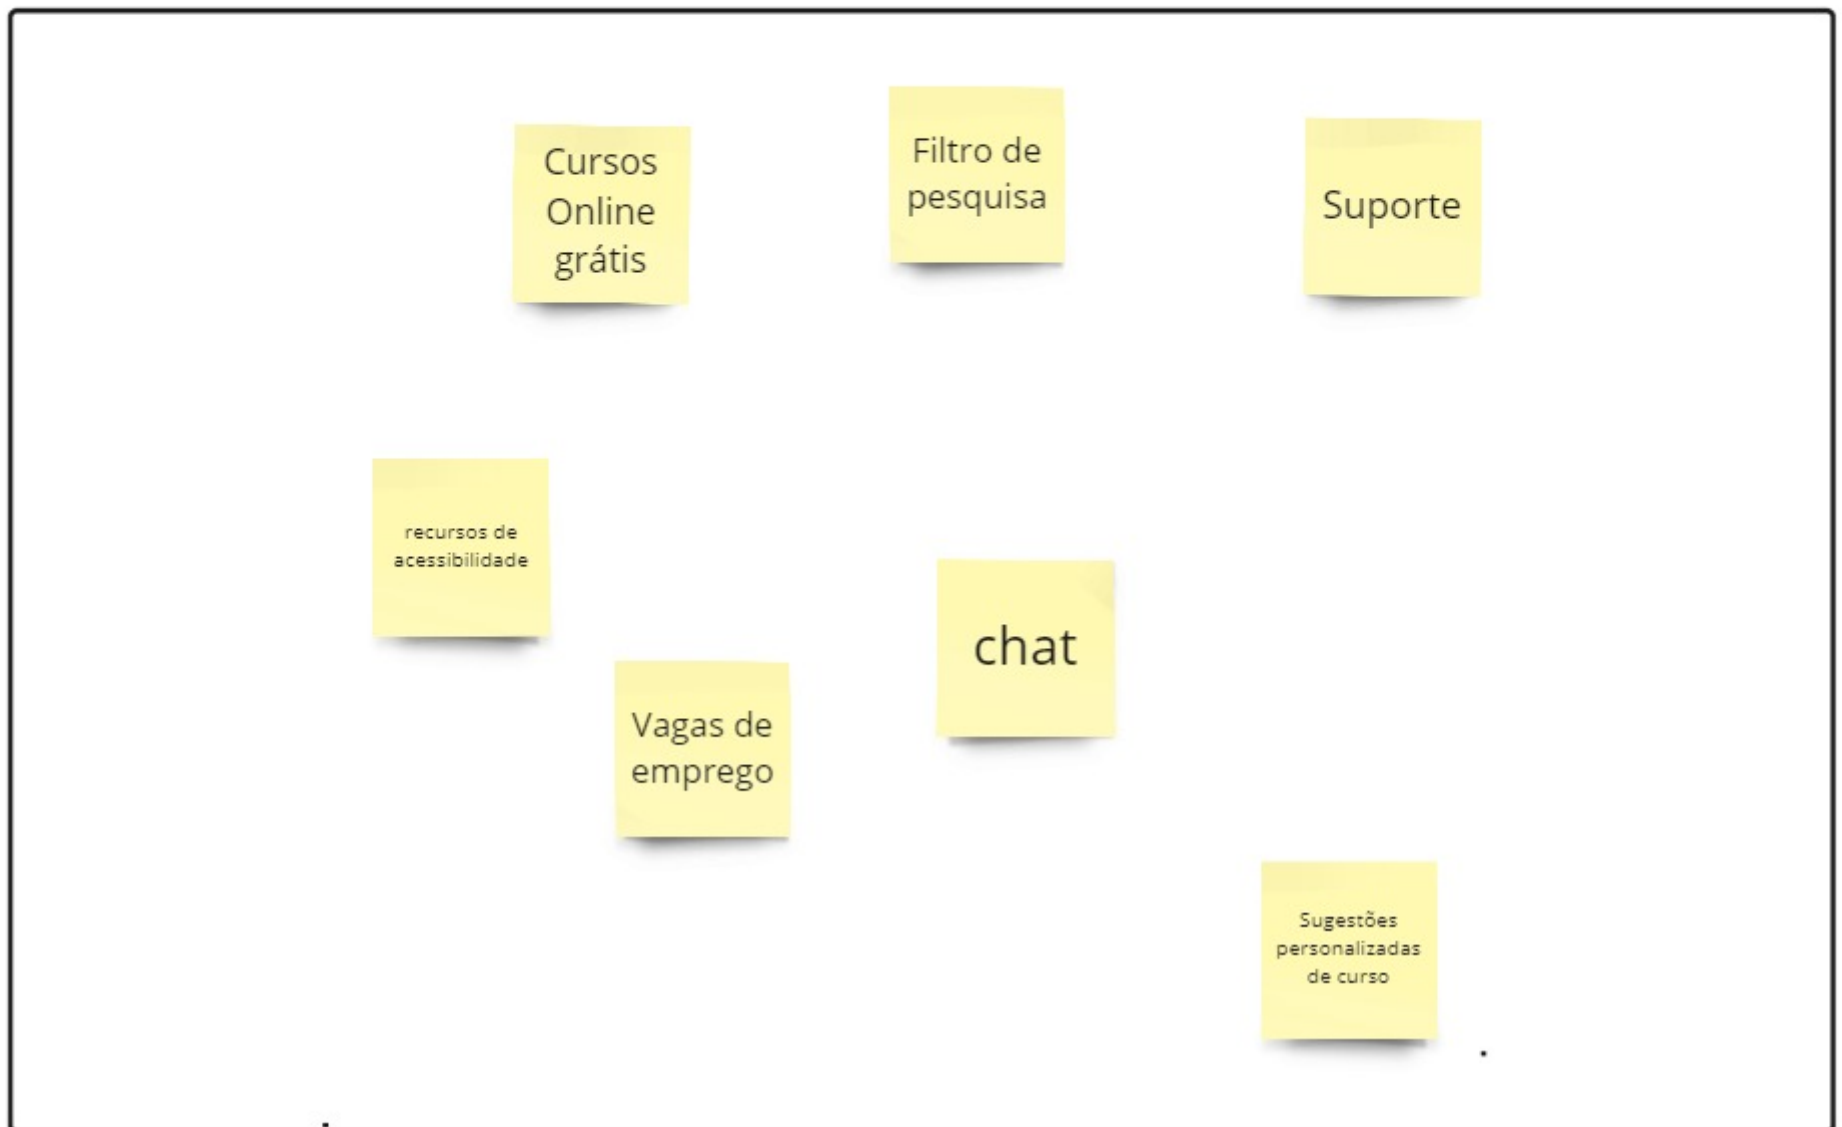 Cursos
Online
grátis
Filtro de
pesquisa
Suporte
recursos de
acessibilidade
chat
Vagas de
emprego
Sugestões
personalizadas
de curso
.